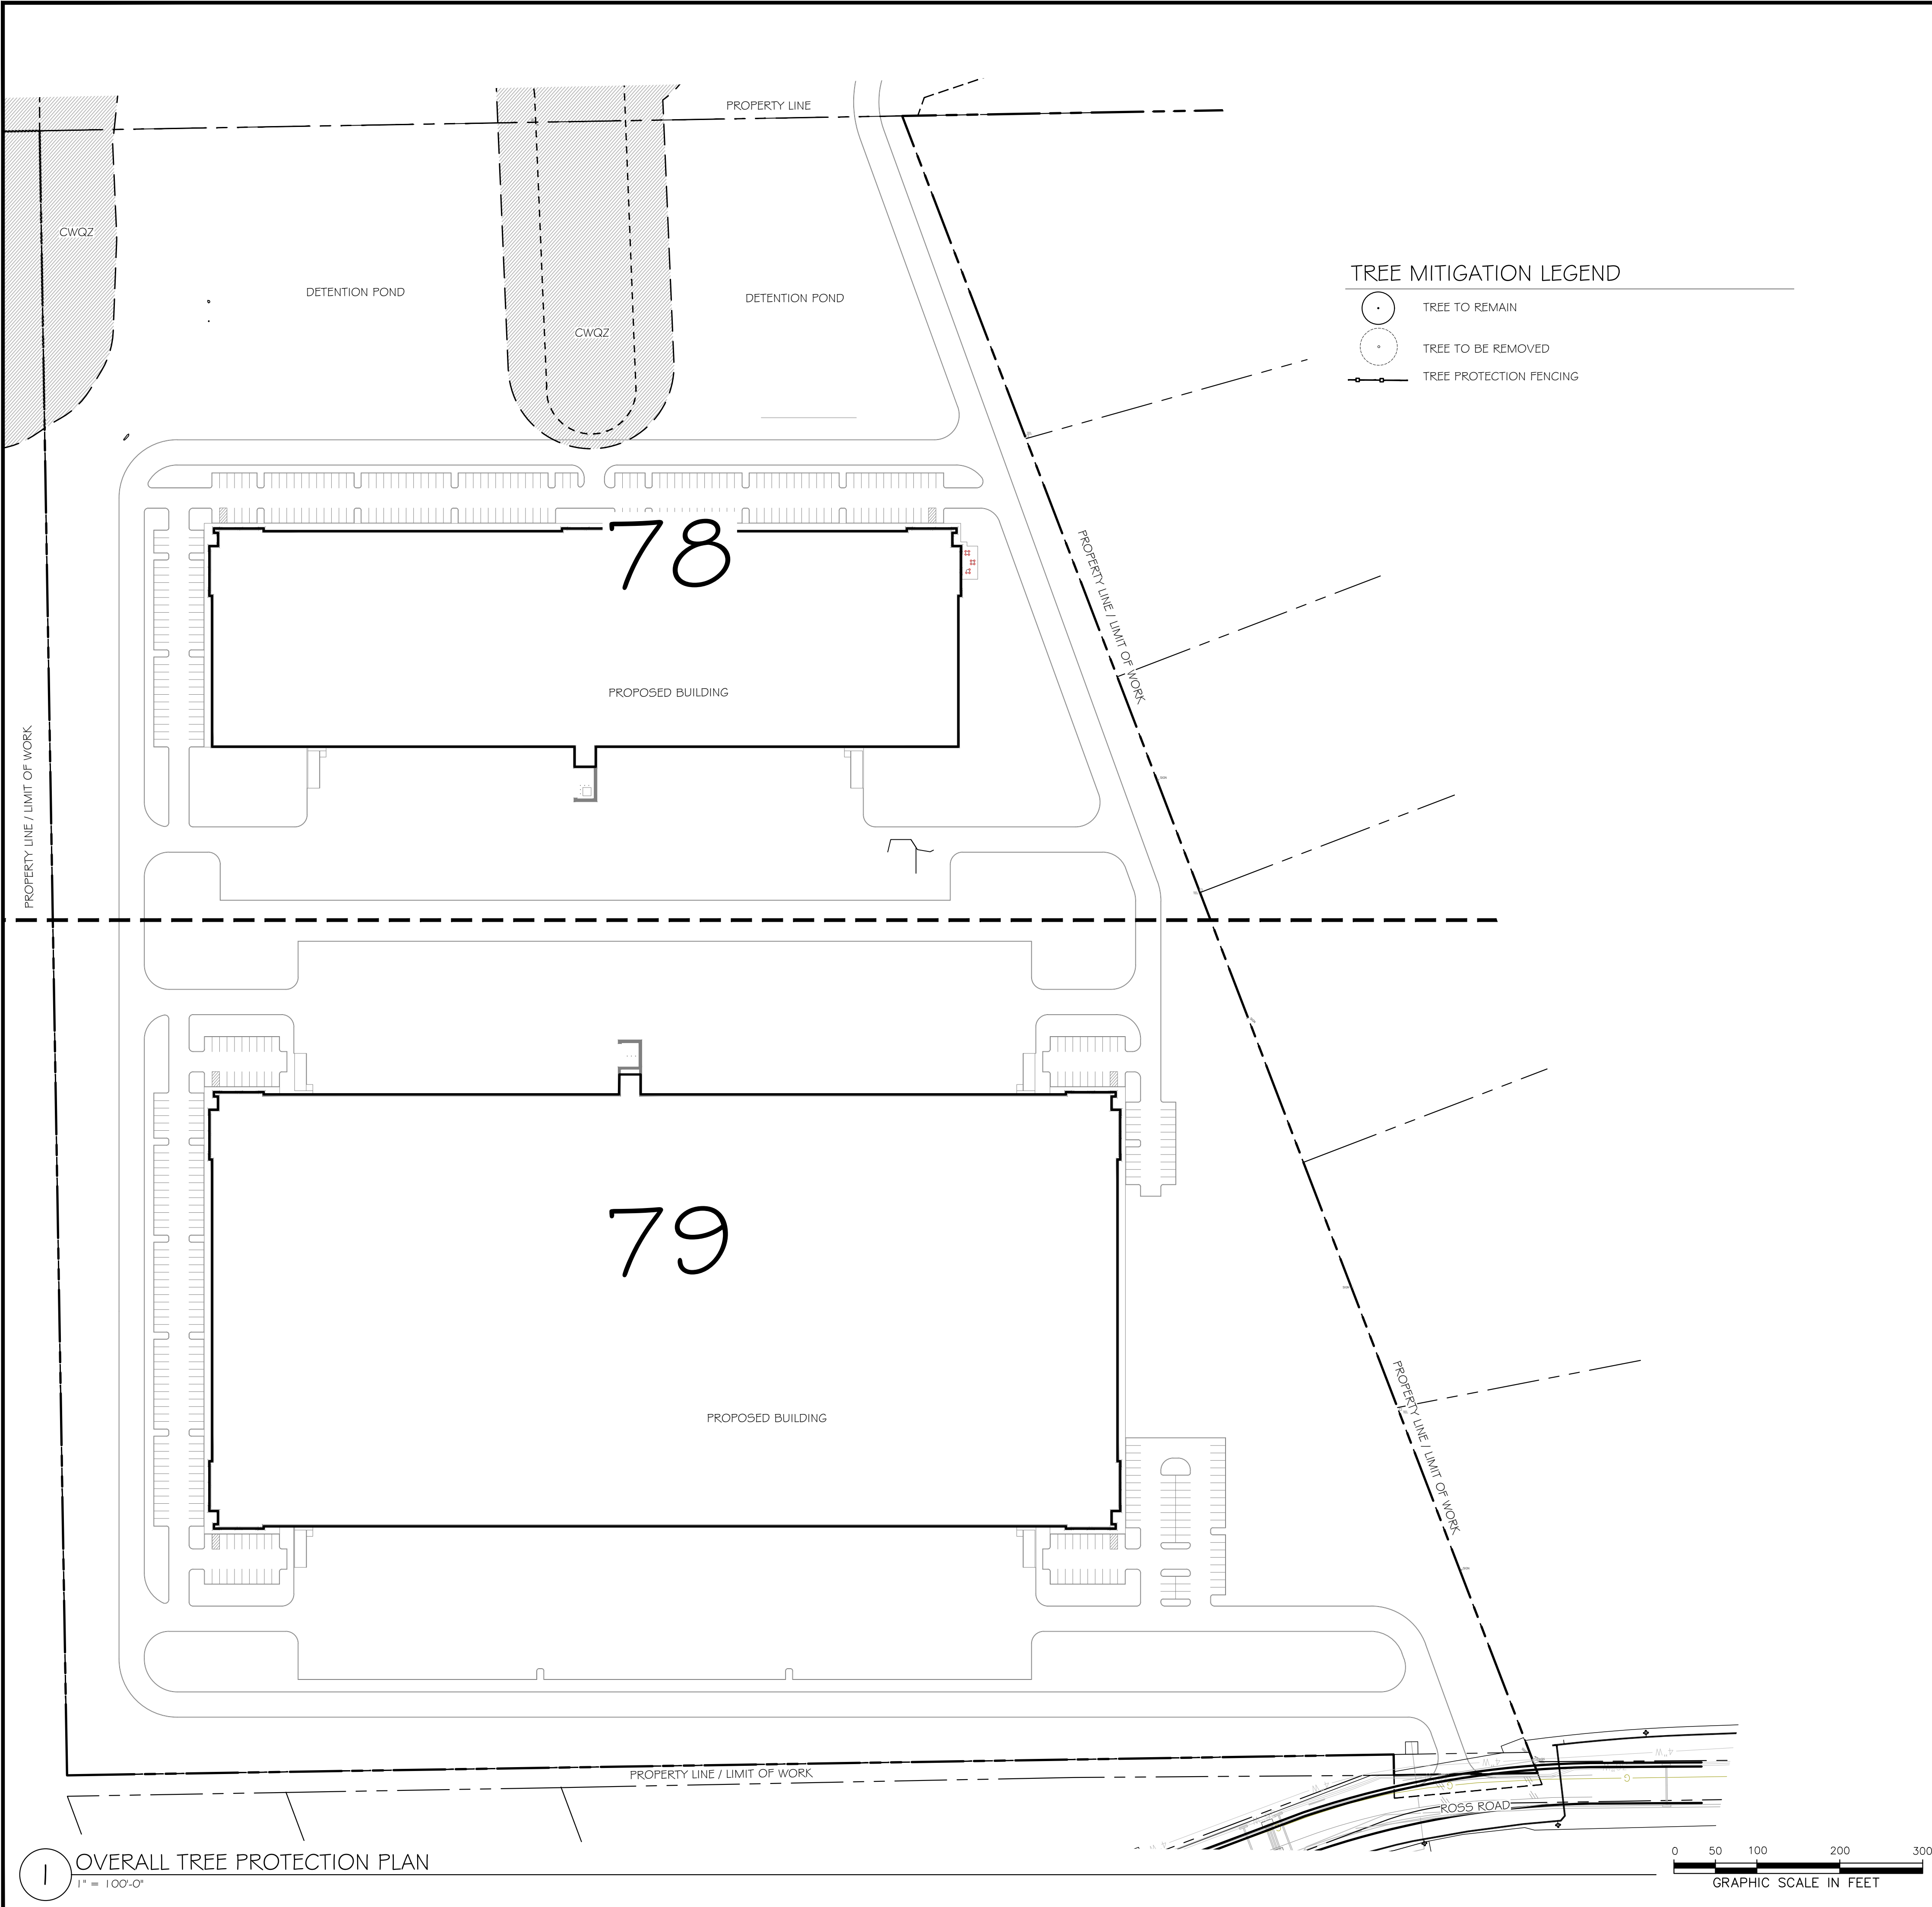 PROPERTY LINE
CWQZ
DETENTION POND
DETENTION POND
CWQZ
TREE MITIGATION LEGEND
TREE TO REMAIN
TREE TO BE REMOVED
TREE PROTECTION FENCING
78
PROPERTY LINE / LIMIT OF WORK
PROPOSED BUILDING
PROPERTY LINE / LIMIT OF WORK
79
PROPOSED BUILDING
PROPERTY LINE / LIMIT OF WORK
PROPERTY LINE / LIMIT OF WORK
4"W
G
G
ROSS ROAD
1
OVERALL TREE PROTECTION PLAN
1" = 100'-0"
0 50 100 200 300
GRAPHIC SCALE IN FEET